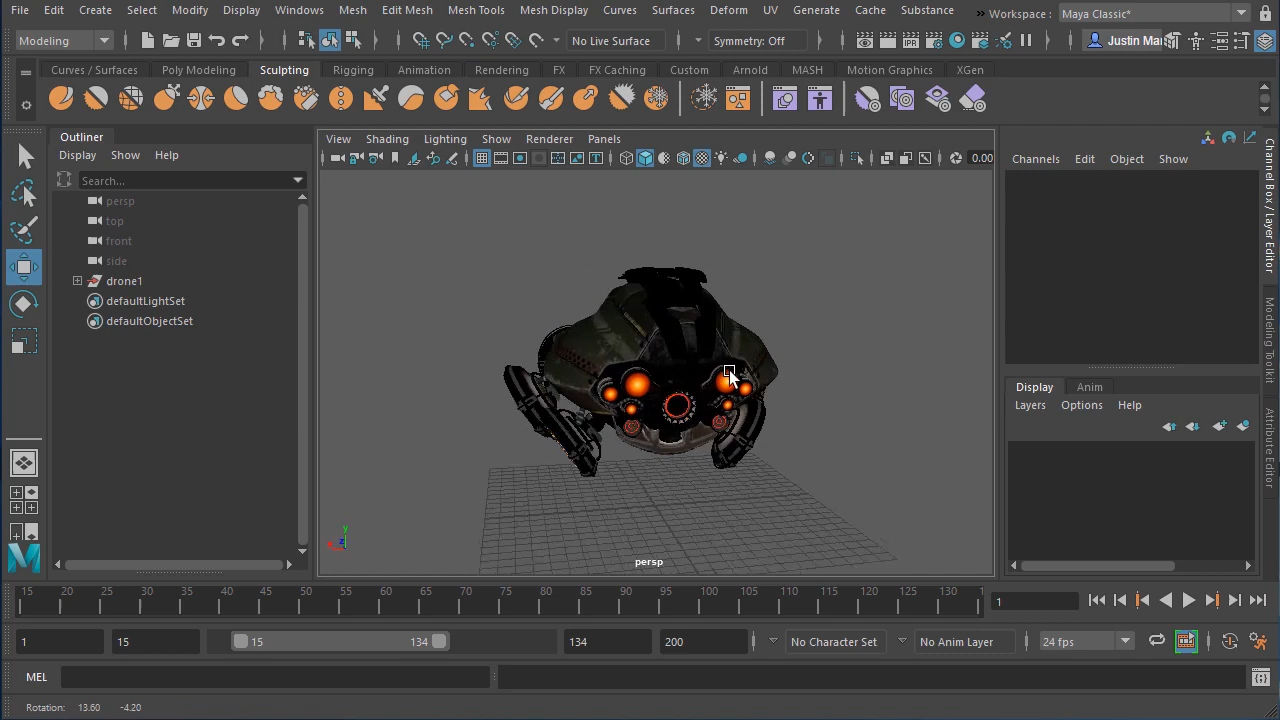 File Edit Create Select Modify Display Windows Mesh Edit Mesh Mesh Tools Mesh Display Curves Surfaces Deform UV Generate Cache Substance » Workspace : Maya Classic*
Modeling No Live Surface Symmetry: Off IPR Justin Mar
Curves / Surfaces Poly Modeling Sculpting Rigging Animation Rendering FX FX Caching Custom Arnold MASH Motion Graphics XGen
Outliner
Display Show Help
Search...
persp
top
front
side
drone1
defaultLightSet
defaultObjectSet
View Shading Lighting Show Renderer Panels
0.00
y
z
persp
Channels Edit Object Show
Display Anim
Layers Options Help
Channel Box / Layer Editor
Modeling Toolkit
Attribute Editor
15 20 25 30 35 40 45 50 55 60 65 70 75 80 85 90 95 100 105 110 115 120 125 130 1
1
1 15 15 134 134 200 No Character Set No Anim Layer 24 fps
MEL
Rotation: 13.60 -4.20